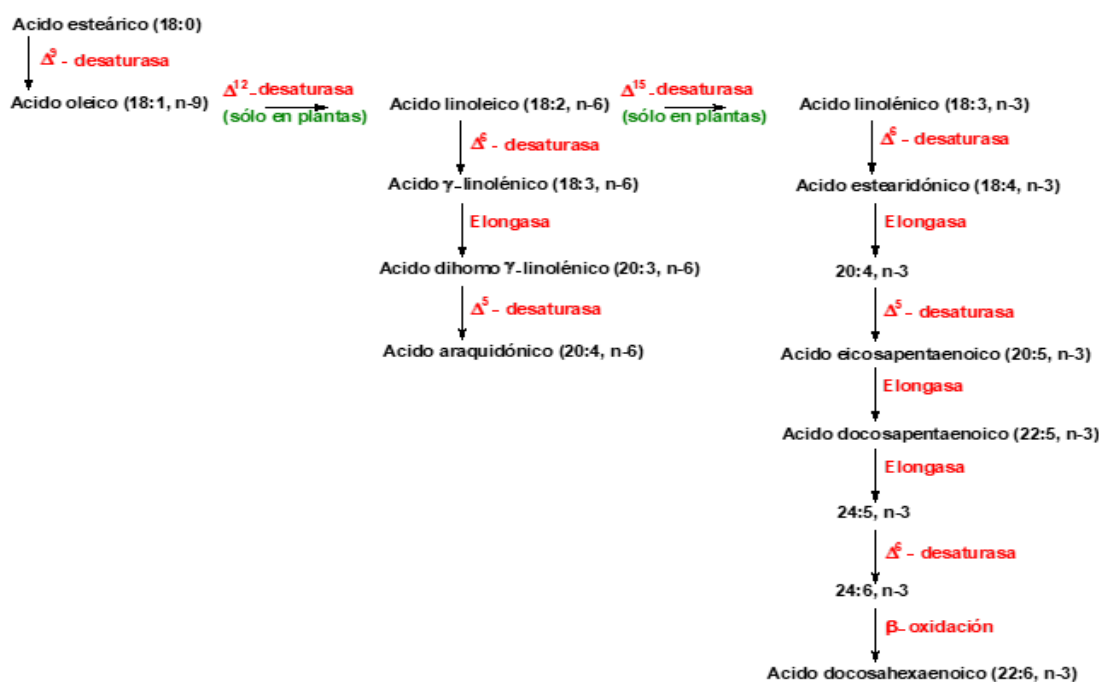 Acido esteárico (18:0)
Δ9 - desaturasa
Acido oleico (18:1, n-9)
Δ12-desaturasa
(sólo en plantas)
Acido linoleico (18:2, n-6)
Δ15-desaturasa
(sólo en plantas)
Acido linolénico (18:3, n-3)
Δ6 - desaturasa
Acido γ-linolénico (18:3, n-6)
Elongasa
Acido dihomo γ-linolénico (20:3, n-6)
Δ5 - desaturasa
Acido araquidónico (20:4, n-6)
Δ6 - desaturasa
Acido estearidónico (18:4, n-3)
Elongasa
20:4, n-3
Δ5 - desaturasa
Acido eicosapentaenoico (20:5, n-3)
Elongasa
Acido docosapentaenoico (22:5, n-3)
Elongasa
24:5, n-3
Δ6 - desaturasa
24:6, n-3
β-oxidación
Acido docosahexaenoico (22:6, n-3)